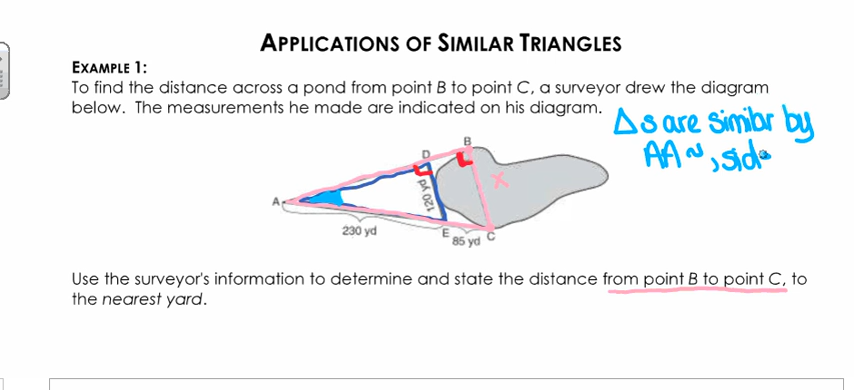 APPLICATIONS OF SIMILAR TRIANGLES
EXAMPLE 1:
To find the distance across a pond from point B to point C, a surveyor drew the diagram
below. The measurements he made are indicated on his diagram.
Δs are similar by
AA~, side
B
D
x
120 yd
A
230 yd
E
85 yd
C
Use the surveyor's information to determine and state the distance from point B to point C, to
the nearest yard.